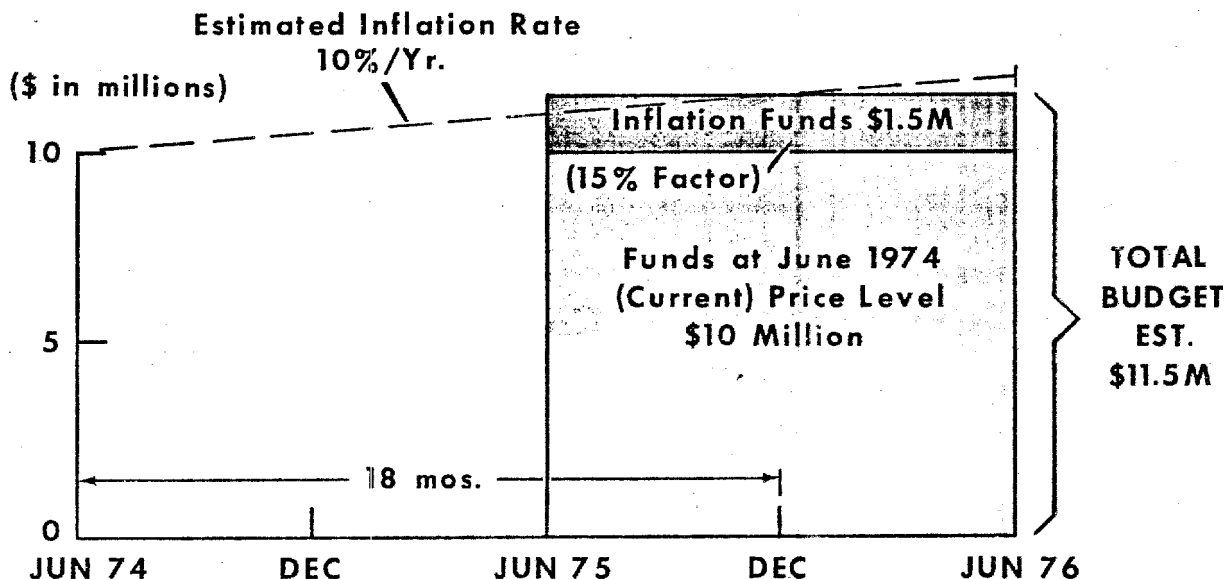 Estimated Inflation Rate
10%/Yr.
($ in millions)
Inflation Funds $1.5M
10
(15% Factor)
Funds at June 1974
(Current) Price Level
$10 Million
TOTAL
BUDGET
EST.
$11.5M
5
18 mos.
0
JUN 74 DEC JUN 75 DEC JUN 76